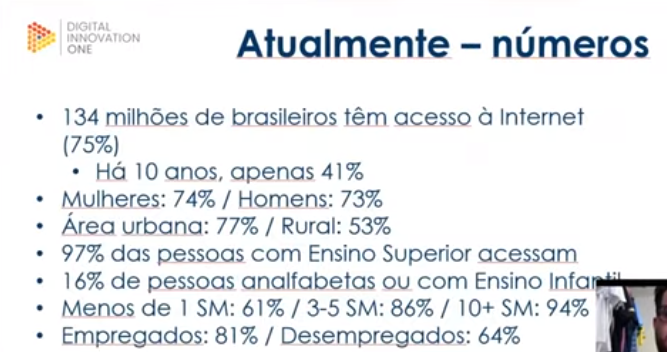 DIGITAL
INNOVATION
ONE
Atualmente – números
• 134 milhões de brasileiros têm acesso à Internet
(75%)
• Há 10 anos, apenas 41%
• Mulheres: 74% / Homens: 73%
• Área urbana: 77% / Rural: 53%
• 97% das pessoas com Ensino Superior acessam
• 16% de pessoas analfabetas ou com Ensino Infantil
• Menos de 1 SM: 61% / 3-5 SM: 86% / 10+ SM: 94%
• Empregados: 81% / Desempregados: 64%